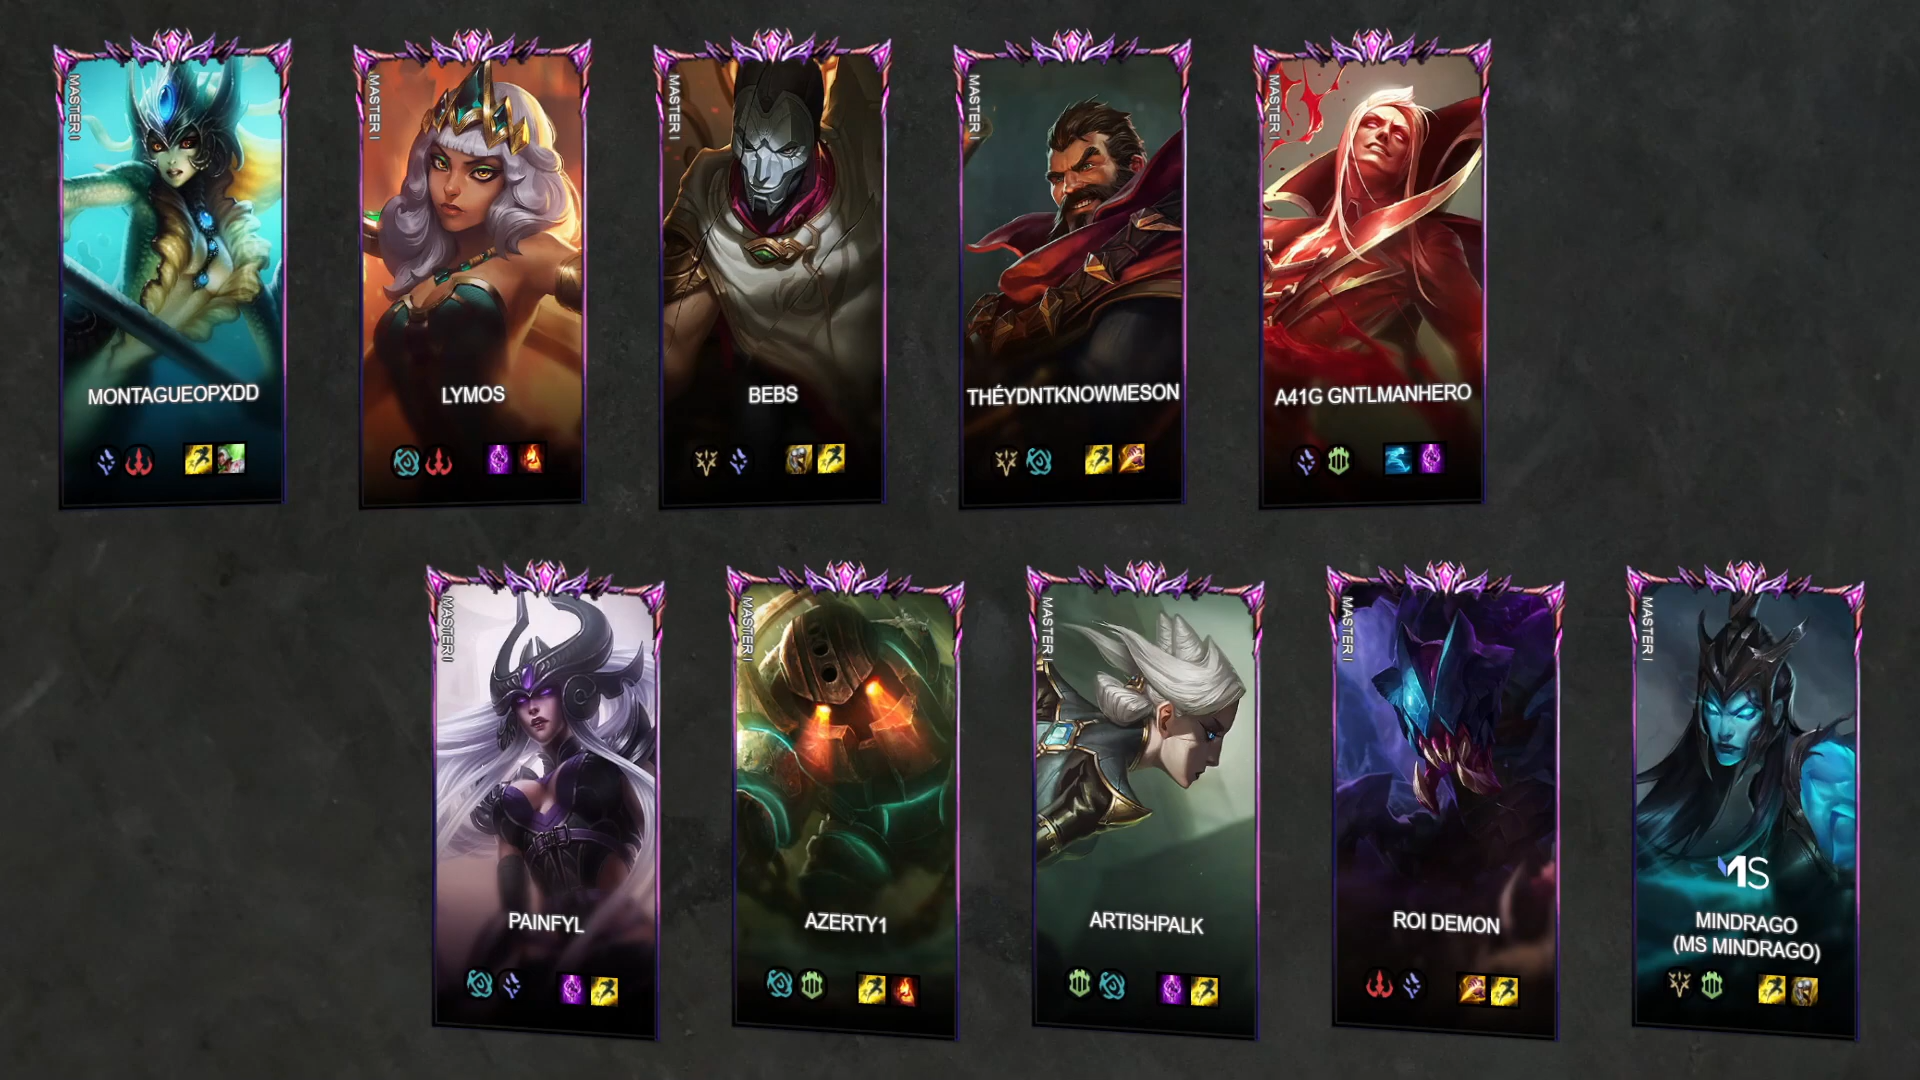 MASTER I
MONTAGUEOPXDD
MASTER I
LYMOS
MASTER I
BEBS
MASTER I
THÉYDNTKNOWMESON
MASTER I
A41G GNTLMANHERO
MASTER I
PAINFYL
MASTER I
AZERTY1
MASTER I
ARTISHPALK
MASTER I
ROI DEMON
MASTER I
MS
MINDRAGO
(MS MINDRAGO)